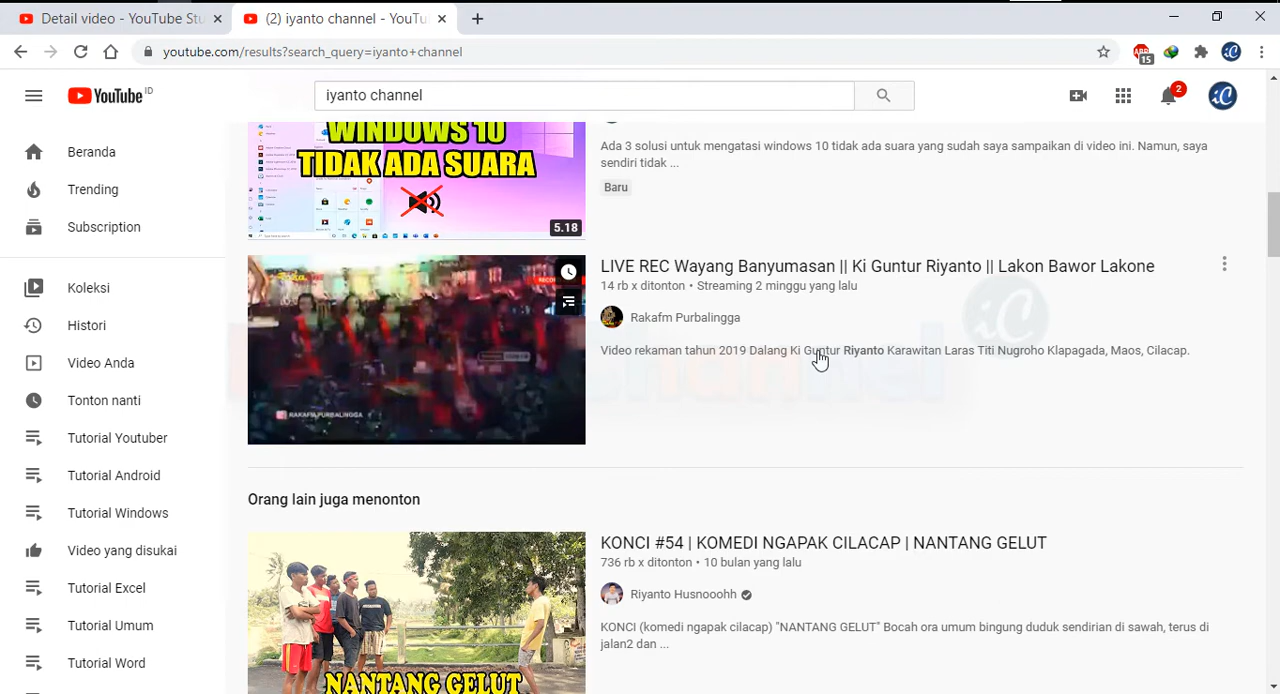 Detail video - YouTube Stu
(2) iyanto channel - YouTu
youtube.com/results?search_query=iyanto+channel
15
YouTube ID
iyanto channel
2
iC
Beranda
Trending
Subscription
Koleksi
Histori
Video Anda
Tonton nanti
Tutorial Youtuber
Tutorial Android
Tutorial Windows
Video yang disukai
Tutorial Excel
Tutorial Umum
Tutorial Word
WINDOWS 10
TIDAK ADA SUARA
5.18
Ada 3 solusi untuk mengatasi windows 10 tidak ada suara yang sudah saya sampaikan di video ini. Namun, saya
sendiri tidak ...
Baru
RAKAFM PURBALINGGA
LIVE REC Wayang Banyumasan || Ki Guntur Riyanto || Lakon Bawor Lakone
14 rb x ditonton • Streaming 2 minggu yang lalu
Rakafm Purbalingga
Video rekaman tahun 2019 Dalang Ki Guntur Riyanto Karawitan Laras Titi Nugroho Klapagada, Maos, Cilacap.
iC
Orang lain juga menonton
NANTANG GELUT
KONCI #54 | KOMEDI NGAPAK CILACAP | NANTANG GELUT
736 rb x ditonton • 10 bulan yang lalu
Riyanto Husnooohh
KONCI (komedi ngapak cilacap) "NANTANG GELUT" Bocah ora umum bingung duduk sendirian di sawah, terus di
jalan2 dan ...